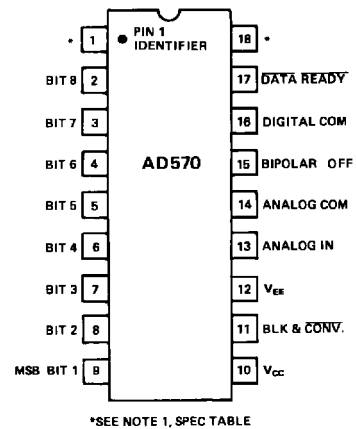 * 1 PIN 1 18 *
IDENTIFIER
BIT 8 2 17 DATA READY
BIT 7 3 16 DIGITAL COM
BIT 6 4 AD570 15 BIPOLAR OFF
BIT 5 5 14 ANALOG COM
BIT 4 6 13 ANALOG IN
BIT 3 7 12 VEE
BIT 2 8 11 BLK & CONV.
MSB BIT 1 9 10 VCC
*SEE NOTE 1, SPEC TABLE